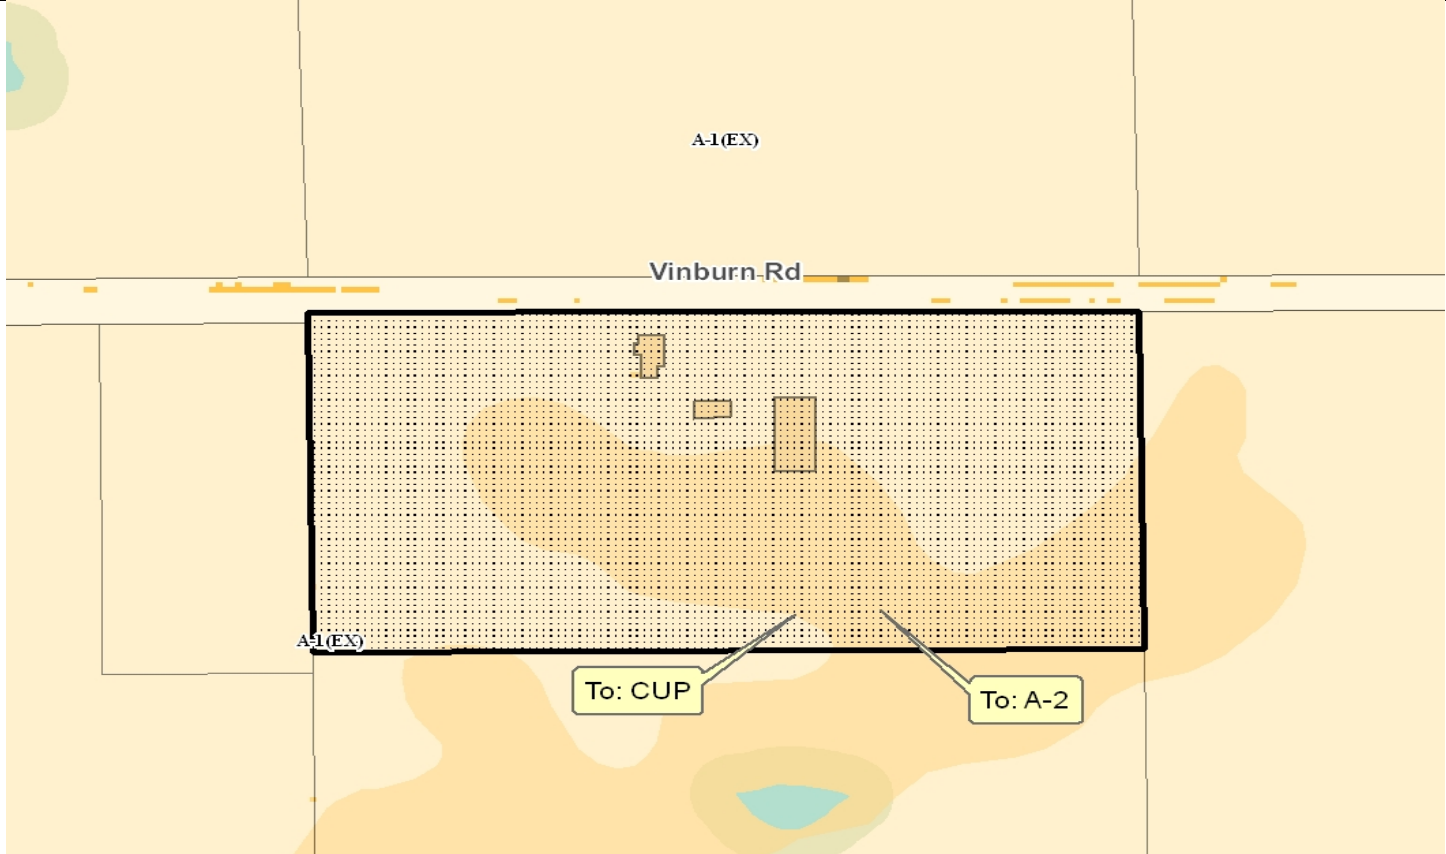 A-1(EX)
Vinburn Rd
A-1(EX)
To: CUP
To: A-2